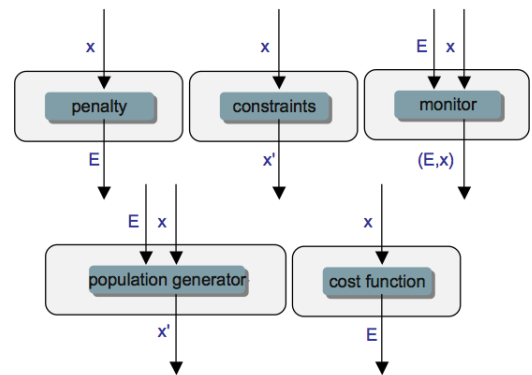 x
x
E
x
penalty
constraints
monitor
E
x'
(E,x)
E
x
x
population generator
cost function
x'
E